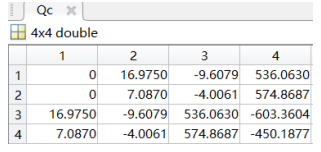 Qc
4x4 double
1 2 3 4
1 0 16.9750 -9.6079 536.0630
2 0 7.0870 -4.0061 574.8687
3 16.9750 -9.6079 536.0630 -603.3604
4 7.0870 -4.0061 574.8687 -450.1877